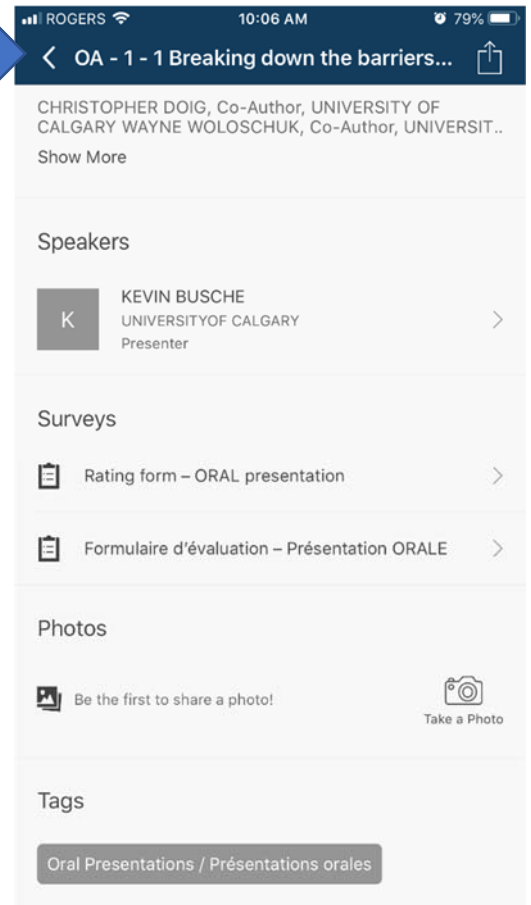 ROGERS 10:06 AM 79%
OA - 1 - 1 Breaking down the barriers...
CHRISTOPHER DOIG, Co-Author, UNIVERSITY OF
CALGARY WAYNE WOLOSCHUK, Co-Author, UNIVERSIT..
Show More
Speakers
K
KEVIN BUSCHE
UNIVERSITYOF CALGARY
Presenter
Surveys
Rating form – ORAL presentation
Formulaire d'évaluation – Présentation ORALE
Photos
Be the first to share a photo!
Take a Photo
Tags
Oral Presentations / Présentations orales